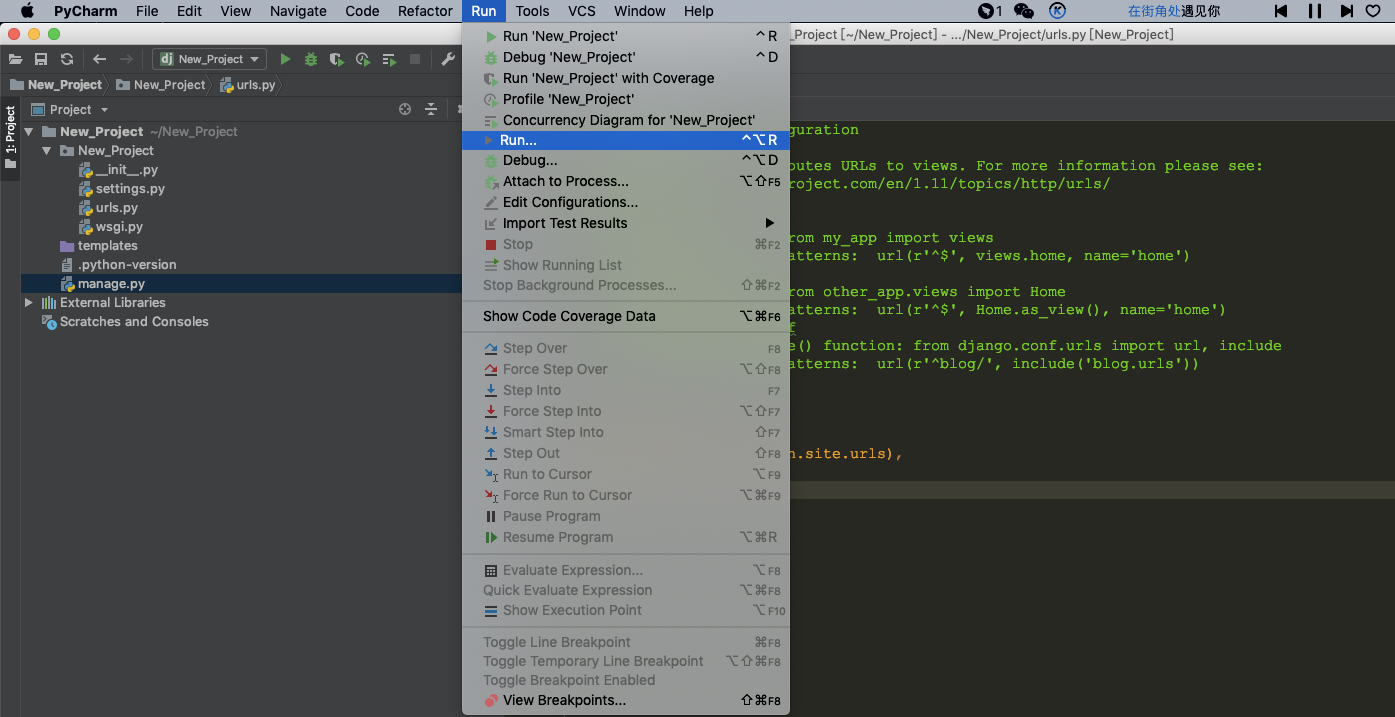 PyCharm File Edit View Navigate Code Refactor Run Tools VCS Window Help 1 在街角处遇见你
_Project [~/New_Project] - .../New_Project/urls.py [New_Project]
dj New_Project
New_Project New_Project urls.py
1: Project
Project
New_Project ~/New_Project
New_Project
__init__.py
settings.py
urls.py
wsgi.py
templates
.python-version
manage.py
External Libraries
Scratches and Consoles
Run 'New_Project' ⌃R
Debug 'New_Project' ⌃D
Run 'New_Project' with Coverage
Profile 'New_Project'
Concurrency Diagram for 'New_Project'
Run... ⌃⌥R
Debug... ⌃⌥D
Attach to Process... ⌥⇧F5
Edit Configurations...
Import Test Results
Stop ⌘F2
Show Running List
Stop Background Processes... ⇧⌘F2
Show Code Coverage Data ⌥⌘F6
Step Over F8
Force Step Over ⌥⇧F8
Step Into F7
Force Step Into ⌥⇧F7
Smart Step Into ⇧F7
Step Out ⇧F8
Run to Cursor ⌥F9
Force Run to Cursor ⌥⌘F9
Pause Program
Resume Program ⌥⌘R
Evaluate Expression... ⌥F8
Quick Evaluate Expression ⌥⌘F8
Show Execution Point ⌥F10
Toggle Line Breakpoint ⌘F8
Toggle Temporary Line Breakpoint ⌥⇧⌘F8
Toggle Breakpoint Enabled
View Breakpoints... ⇧⌘F8
guration
outes URLs to views. For more information please see:
roject.com/en/1.11/topics/http/urls/
rom my_app import views
atterns:  url(r'^$', views.home, name='home')
rom other_app.views import Home
atterns:  url(r'^$', Home.as_view(), name='home')
f
e() function: from django.conf.urls import url, include
atterns:  url(r'^blog/', include('blog.urls'))
n.site.urls),